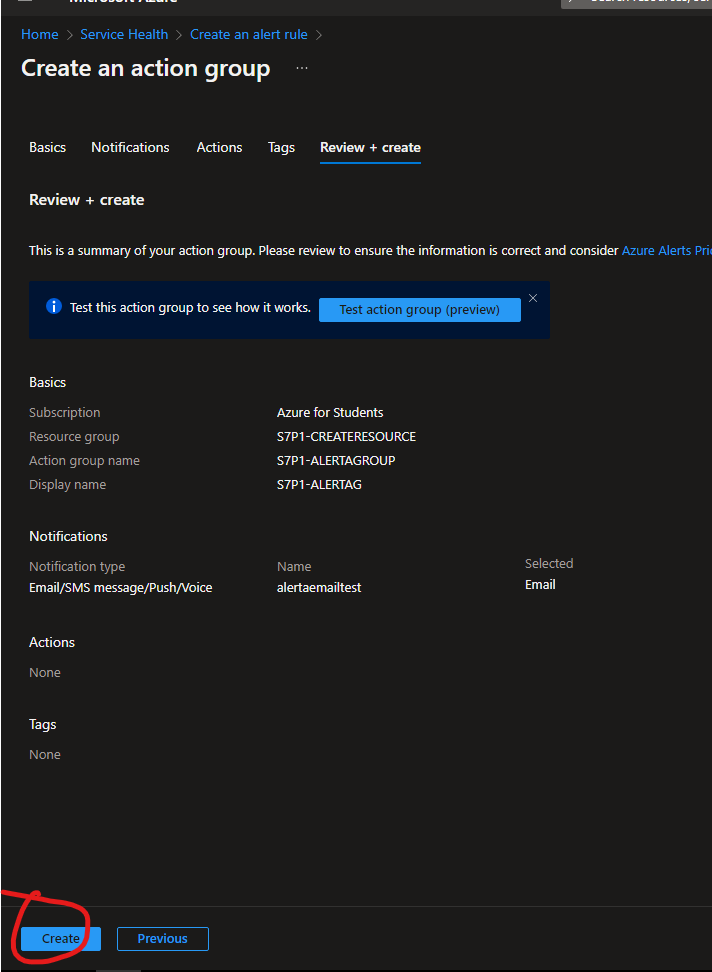 Microsoft Azure
Home > Service Health > Create an alert rule >
Create an action group ...
Basics Notifications Actions Tags Review + create
Review + create
This is a summary of your action group. Please review to ensure the information is correct and consider Azure Alerts Pri
Test this action group to see how it works. Test action group (preview)
Basics
Subscription Azure for Students
Resource group S7P1-CREATERESOURCE
Action group name S7P1-ALERTAGROUP
Display name S7P1-ALERTAG
Notifications
Notification type Name Selected
Email/SMS message/Push/Voice alertaemailtest Email
Actions
None
Tags
None
Create Previous